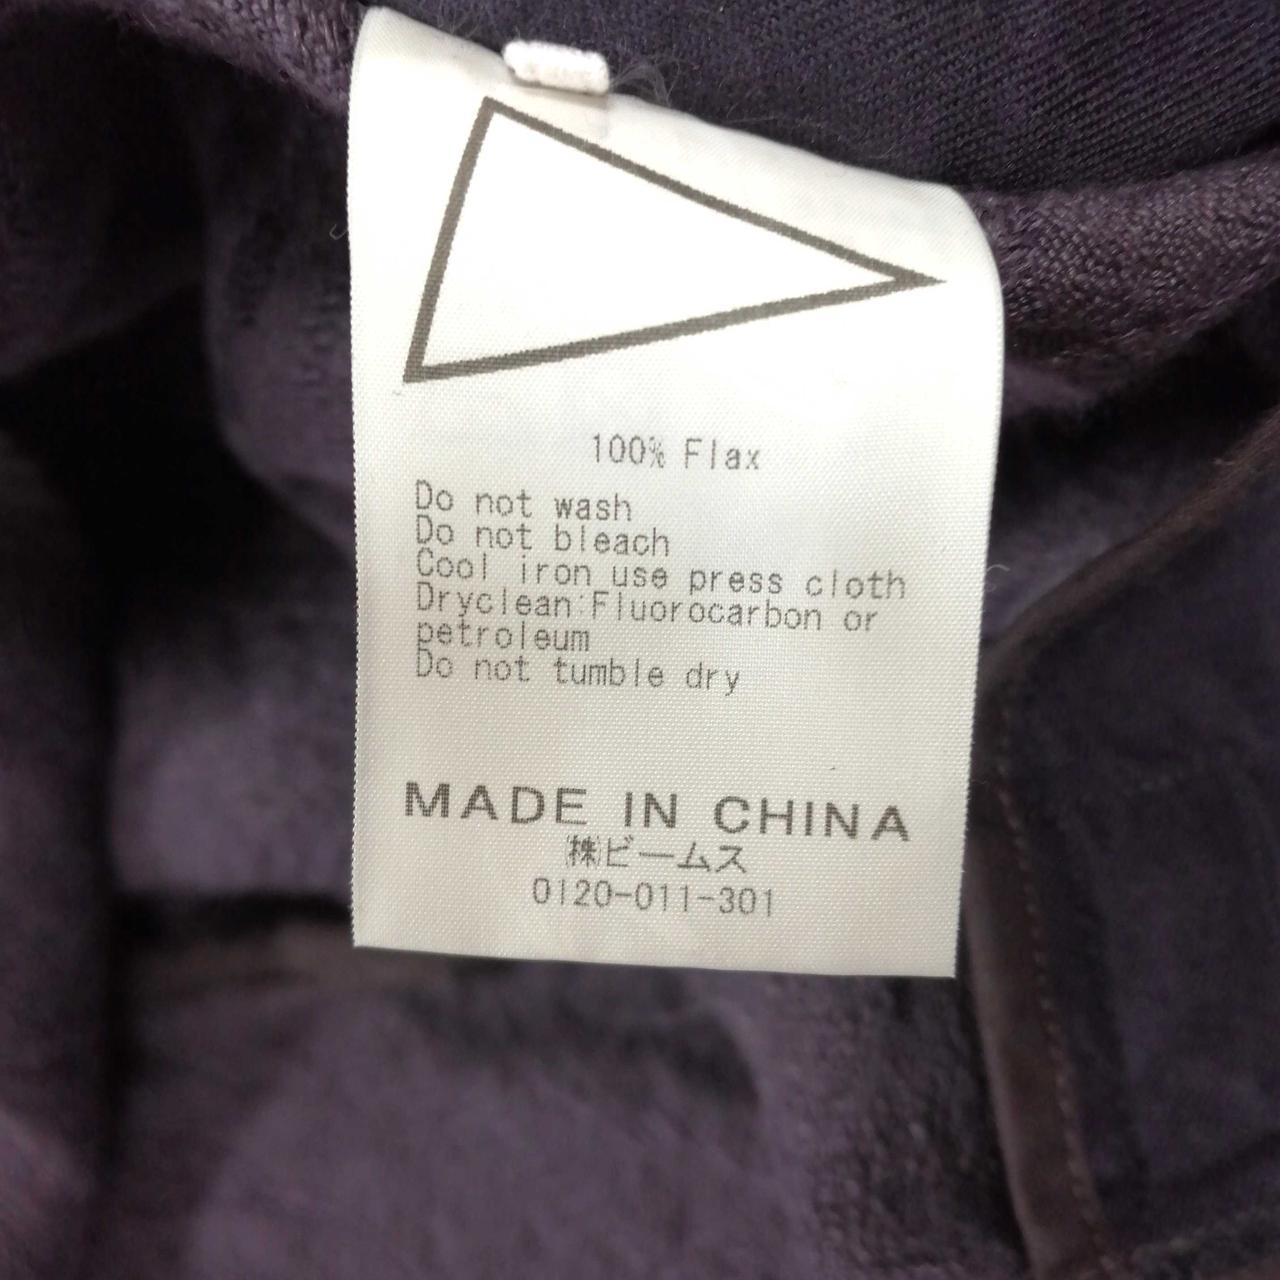 100% Flax
Do not wash
Do not bleach
Cool iron use press cloth
Dryclean:Fluorocarbon or
petroleum
Do not tumble dry
MADE IN CHINA
㈱ビームス
0120-011-301